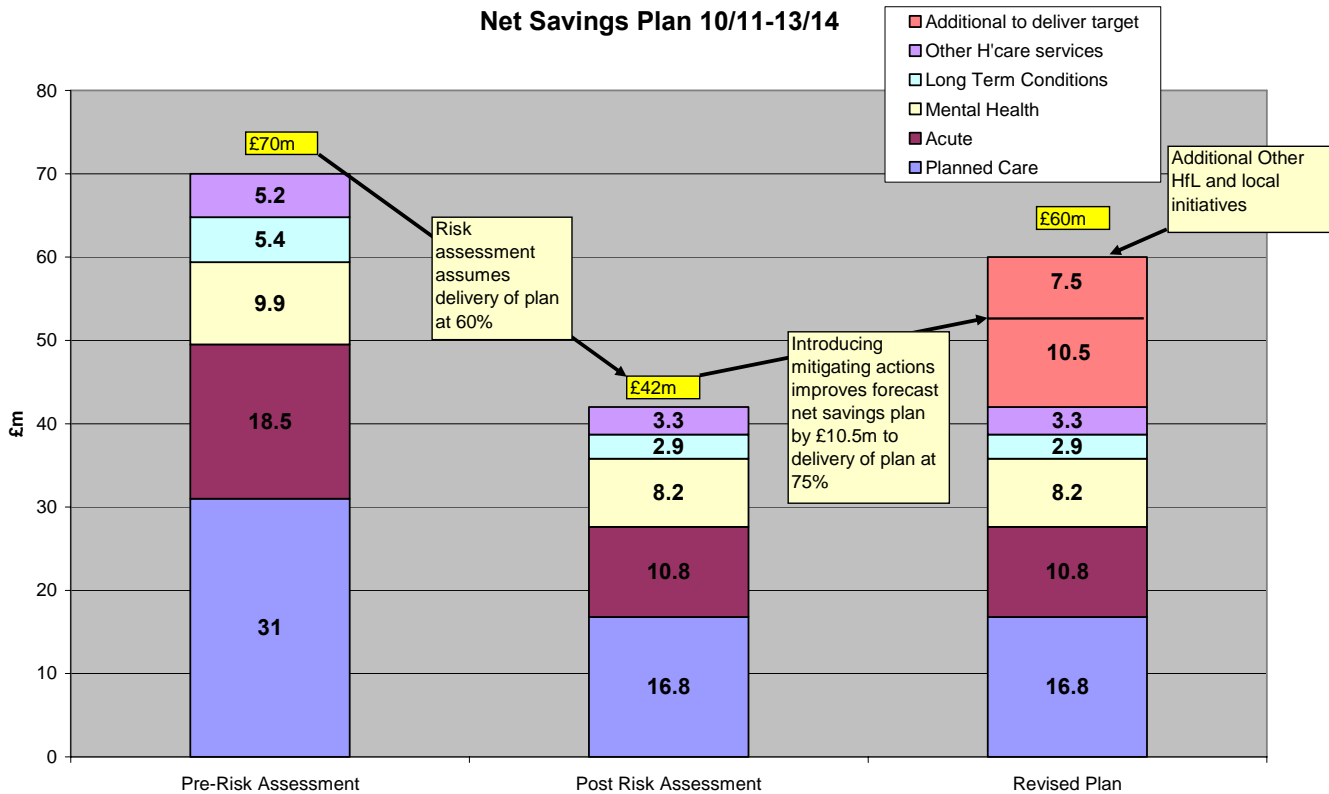 Net Savings Plan 10/11-13/14
Additional to deliver target
Other H'care services
Long Term Conditions
Mental Health
Acute
Planned Care
£m
80
70
60
50
40
30
20
10
0
£70m
5.2
5.4
9.9
18.5
31
Risk
assessment
assumes
delivery of plan
at 60%
£42m
3.3
2.9
8.2
10.8
16.8
Introducing
mitigating actions
improves forecast
net savings plan
by £10.5m to
delivery of plan at
75%
Additional Other
HfL and local
initiatives
£60m
7.5
10.5
3.3
2.9
8.2
10.8
16.8
Pre-Risk Assessment
Post Risk Assessment
Revised Plan